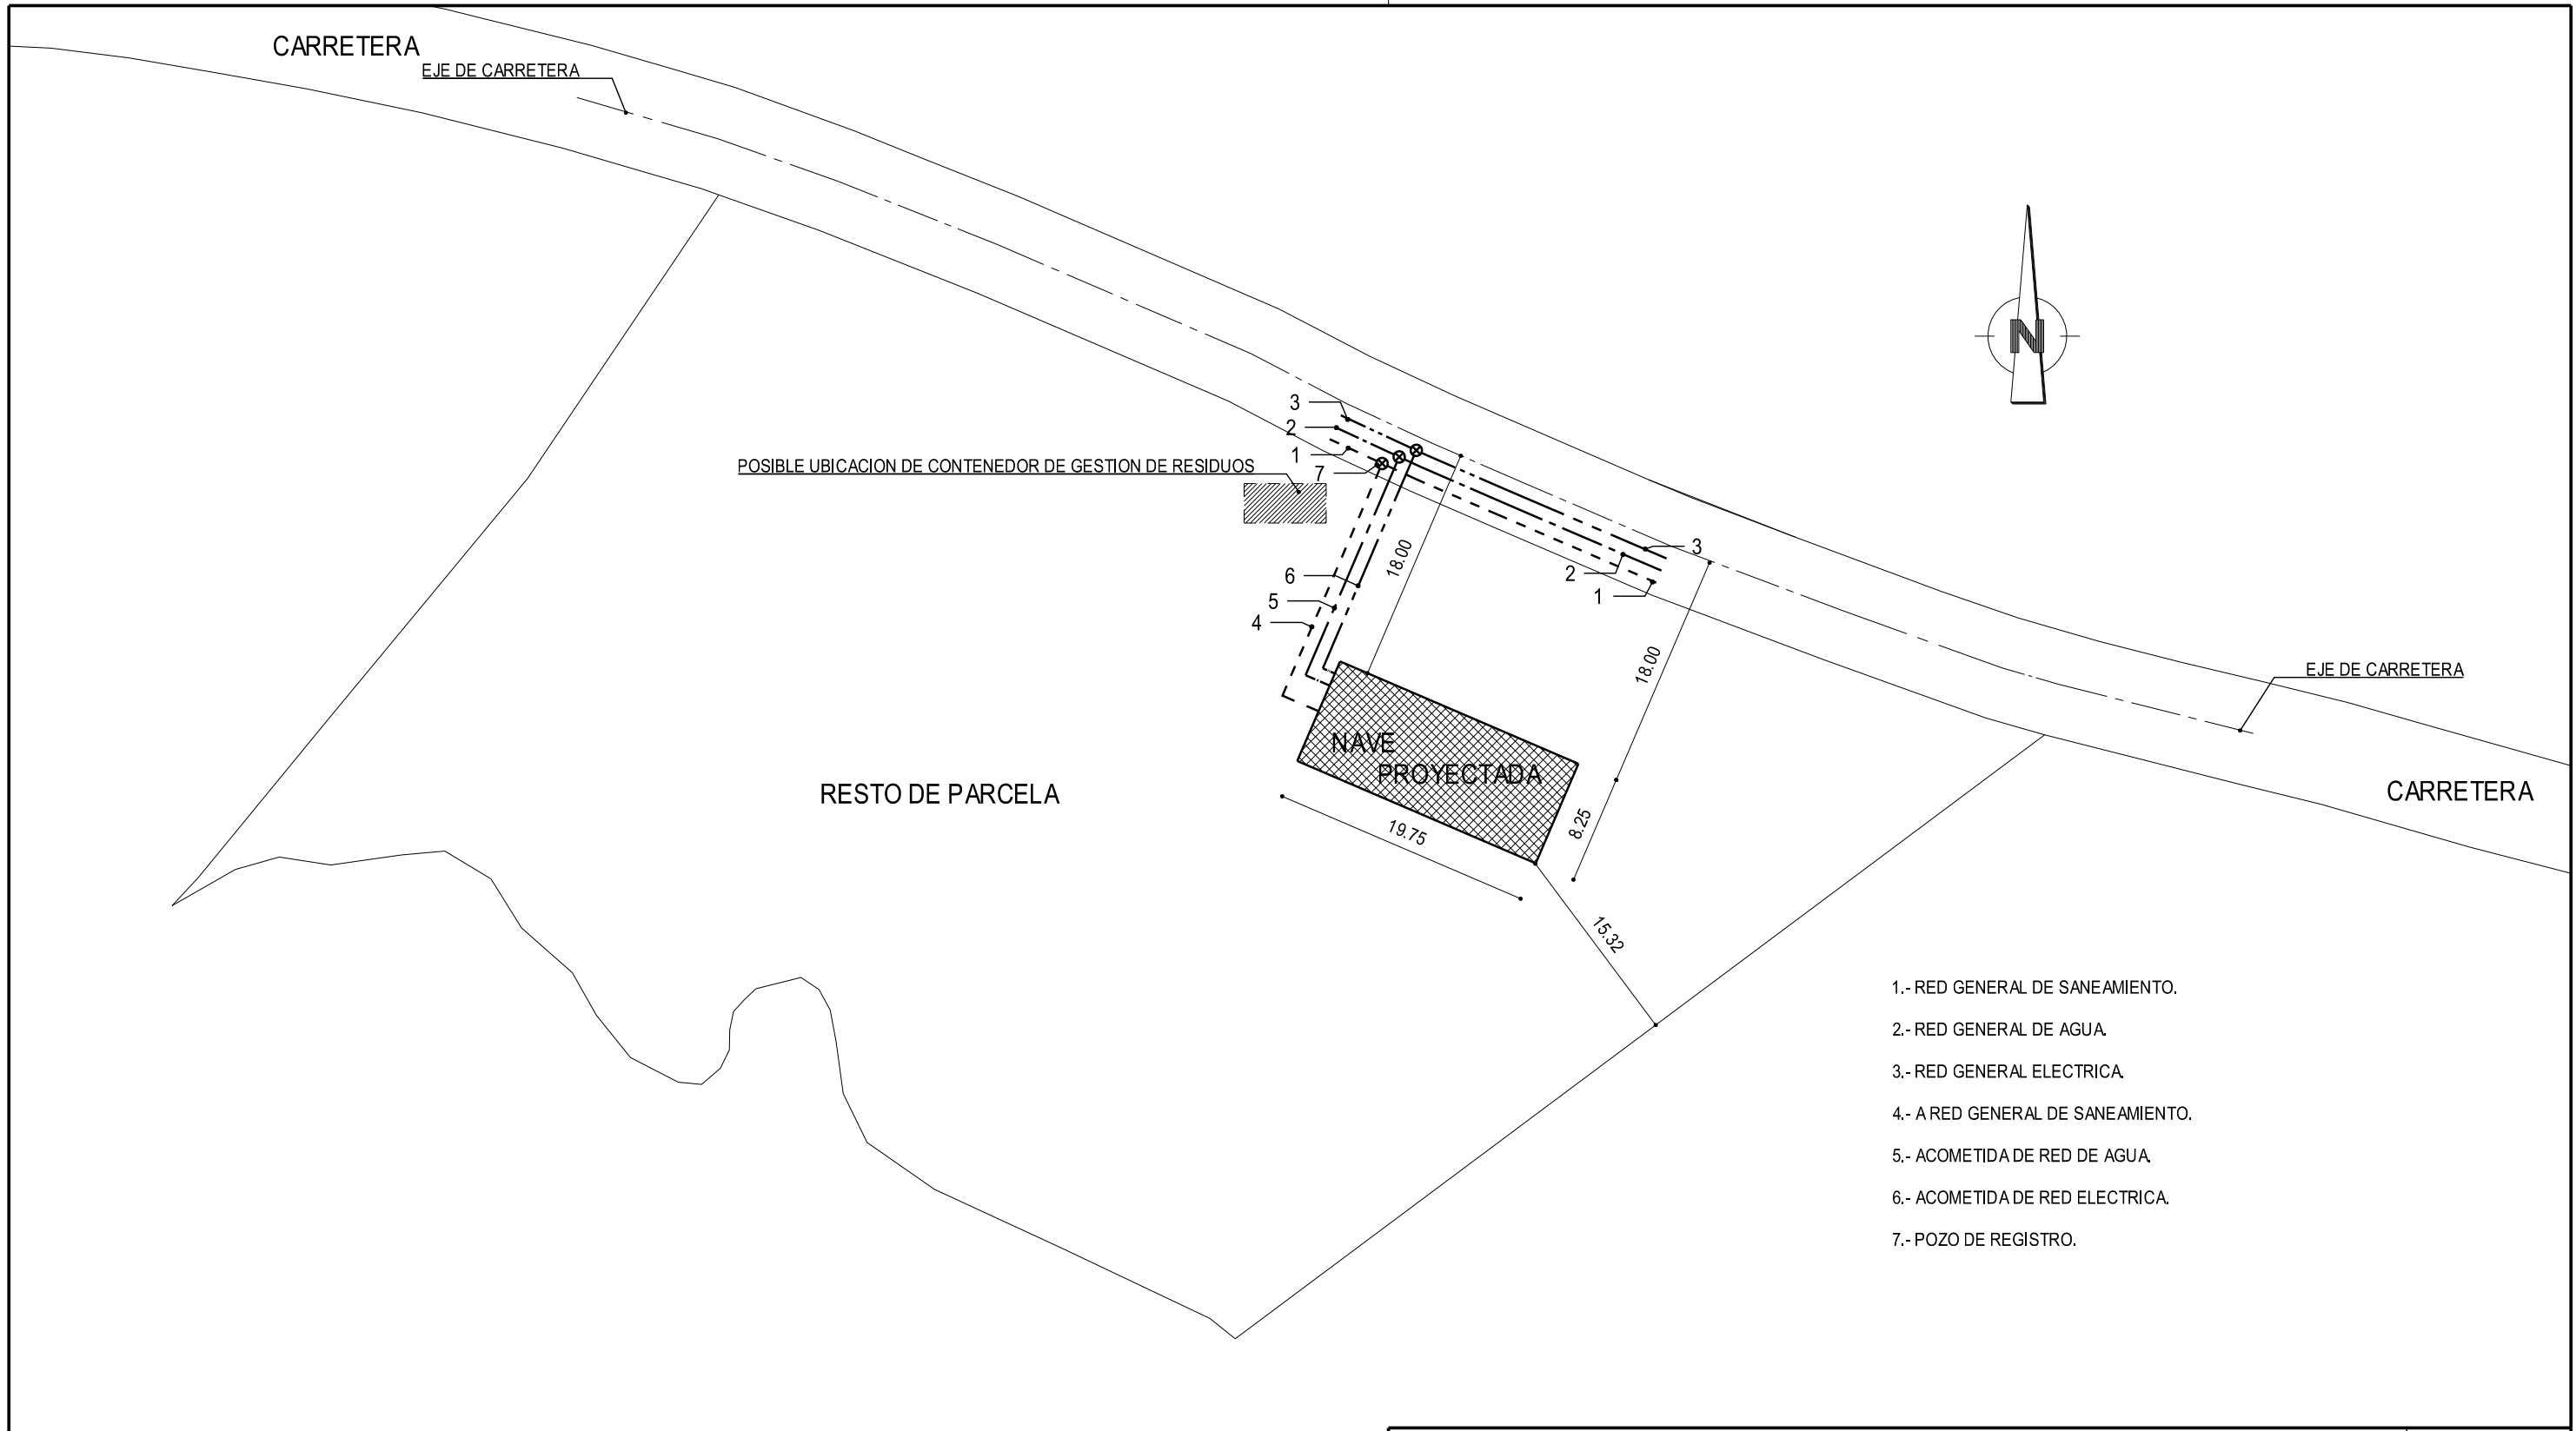 CARRETERA
EJE DE CARRETERA
N
3
2
1
7
POSIBLE UBICACION DE CONTENEDOR DE GESTION DE RESIDUOS
18.00
3
2
1
6
5
4
18.00
EJE DE CARRETERA
NAVE
PROYECTADA
RESTO DE PARCELA
CARRETERA
19.75
8.25
15.32
1.- RED GENERAL DE SANEAMIENTO.
2.- RED GENERAL DE AGUA.
3.- RED GENERAL ELECTRICA.
4.- A RED GENERAL DE SANEAMIENTO.
5.- ACOMETIDA DE RED DE AGUA.
6.- ACOMETIDA DE RED ELECTRICA.
7.- POZO DE REGISTRO.